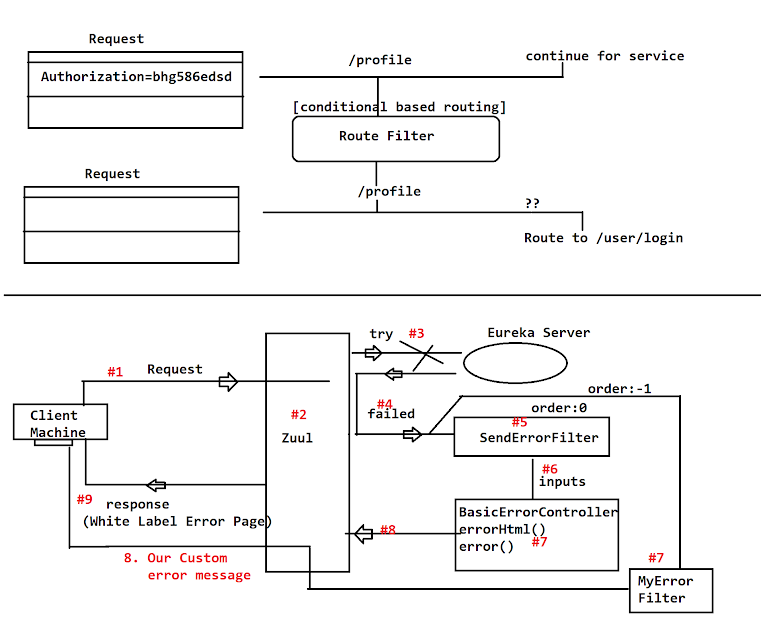 Request
Authorization=bhg586edsd
/profile
continue for service
[conditional based routing]
Route Filter
Request
/profile
??
Route to /user/login
try
#3
Eureka Server
#1
Request
order:-1
#4
failed
order:0
Client
Machine
#2
Zuul
#5
SendErrorFilter
#6
inputs
#9
response
(White Label Error Page)
BasicErrorController
errorHtml()
error()
#7
#8
8. Our Custom
error message
#7
MyError
Filter